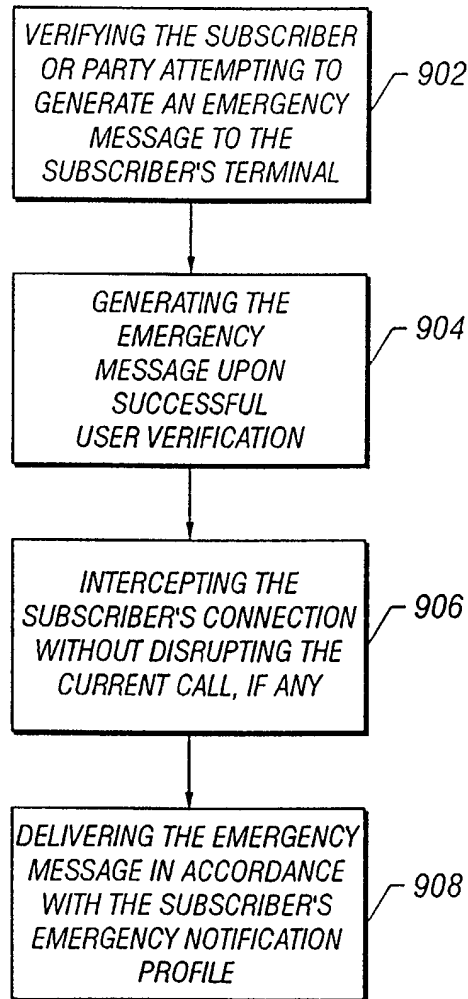 VERIFYING THE SUBSCRIBER
OR PARTY ATTEMPTING TO
GENERATE AN EMERGENCY
MESSAGE TO THE
SUBSCRIBER'S TERMINAL
902
GENERATING THE
EMERGENCY
MESSAGE UPON
SUCCESSFUL
USER VERIFICATION
904
INTERCEPTING THE
SUBSCRIBER'S CONNECTION
WITHOUT DISRUPTING THE
CURRENT CALL, IF ANY
906
DELIVERING THE EMERGENCY
MESSAGE IN ACCORDANCE
WITH THE SUBSCRIBER'S
EMERGENCY NOTIFICATION
PROFILE
908